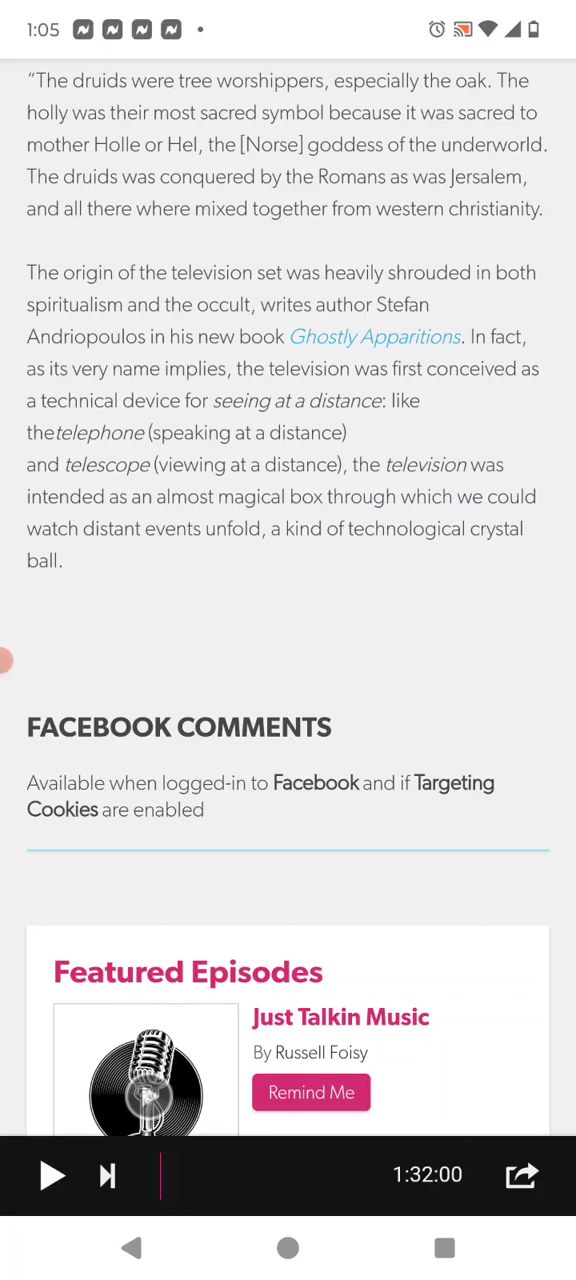 1:05
“The druids were tree worshippers, especially the oak. The
holly was their most sacred symbol because it was sacred to
mother Holle or Hel, the [Norse] goddess of the underworld.
The druids was conquered by the Romans as was Jersalem,
and all there where mixed together from western christianity.
The origin of the television set was heavily shrouded in both
spiritualism and the occult, writes author Stefan
Andriopoulos in his new book Ghostly Apparitions. In fact,
as its very name implies, the television was first conceived as
a technical device for seeing at a distance: like
thetelephone (speaking at a distance)
and telescope (viewing at a distance), the television was
intended as an almost magical box through which we could
watch distant events unfold, a kind of technological crystal
ball.
FACEBOOK COMMENTS
Available when logged-in to Facebook and if Targeting
Cookies are enabled
Featured Episodes
Just Talkin Music
By Russell Foisy
Remind Me
1:32:00